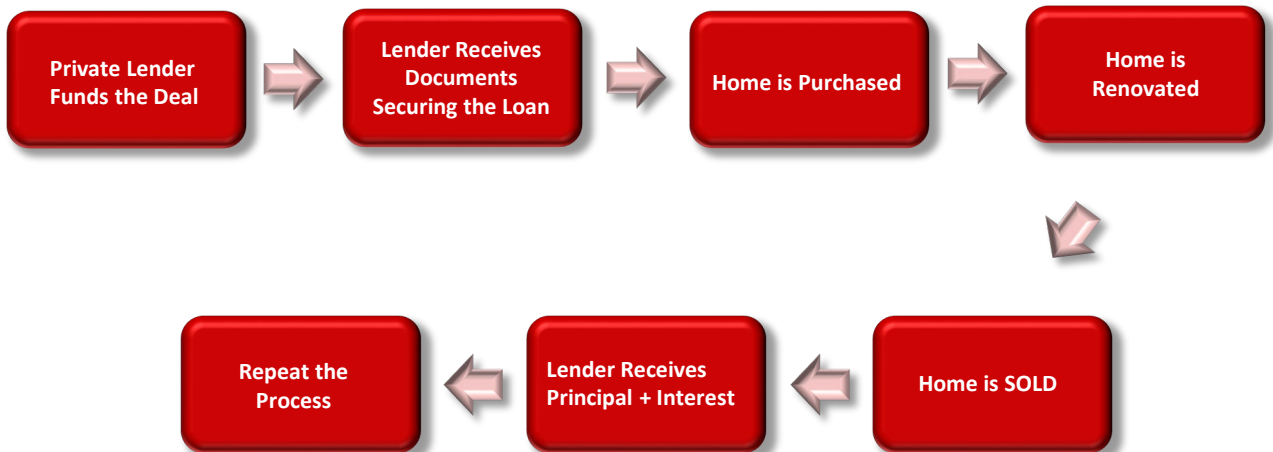 Private Lender
Funds the Deal
Lender Receives
Documents
Securing the Loan
Home is Purchased
Home is
Renovated
Home is SOLD
Lender Receives
Principal + Interest
Repeat the
Process